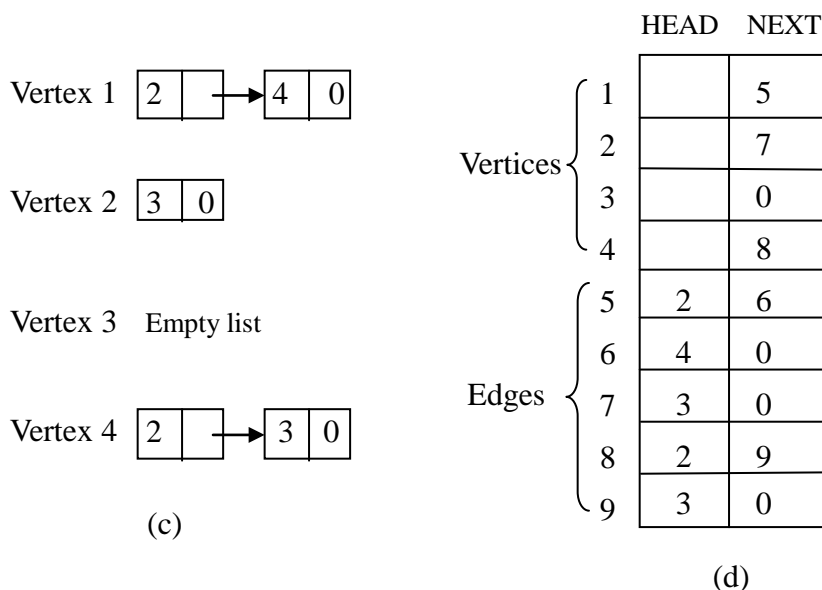 Vertex 1 2 4 0
Vertex 2 3 0
Vertex 3 Empty list
Vertex 4 2 3 0
(c)
HEAD NEXT
Vertices
1 5
2 7
3 0
4 8
Edges
5 2 6
6 4 0
7 3 0
8 2 9
9 3 0
(d)